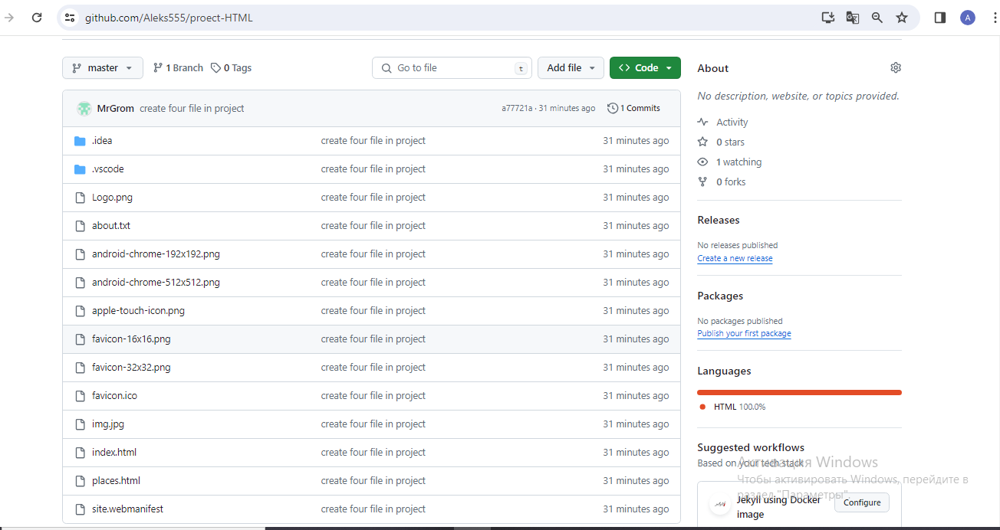 github.com/Aleks555/proect-HTML
A
master
1 Branch
0 Tags
Go to file
t
Add file
Code
About
No description, website, or topics provided.
MrGrom create four file in project
a77721a · 31 minutes ago
1 Commits
Activity
0 stars
1 watching
0 forks
.idea create four file in project 31 minutes ago
.vscode create four file in project 31 minutes ago
Logo.png create four file in project 31 minutes ago
about.txt create four file in project 31 minutes ago
android-chrome-192x192.png create four file in project 31 minutes ago
android-chrome-512x512.png create four file in project 31 minutes ago
apple-touch-icon.png create four file in project 31 minutes ago
favicon-16x16.png create four file in project 31 minutes ago
favicon-32x32.png create four file in project 31 minutes ago
favicon.ico create four file in project 31 minutes ago
img.jpg create four file in project 31 minutes ago
index.html create four file in project 31 minutes ago
places.html create four file in project 31 minutes ago
site.webmanifest create four file in project 31 minutes ago
Releases
No releases published
Create a new release
Packages
No packages published
Publish your first package
Languages
HTML 100.0%
Suggested workflows
Based on your tech stack
Jekyll using Docker
image
Configure
Активация Windows
Чтобы активировать Windows, перейдите в
раздел "Параметры".